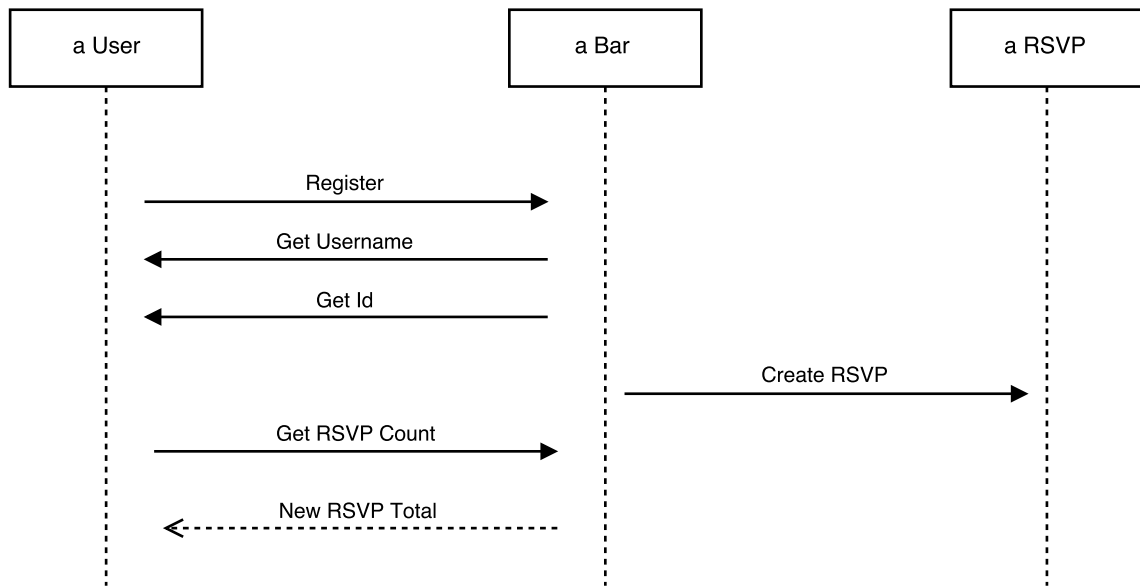 a User
a Bar
a RSVP
Register
Get Username
Get Id
Create RSVP
Get RSVP Count
New RSVP Total